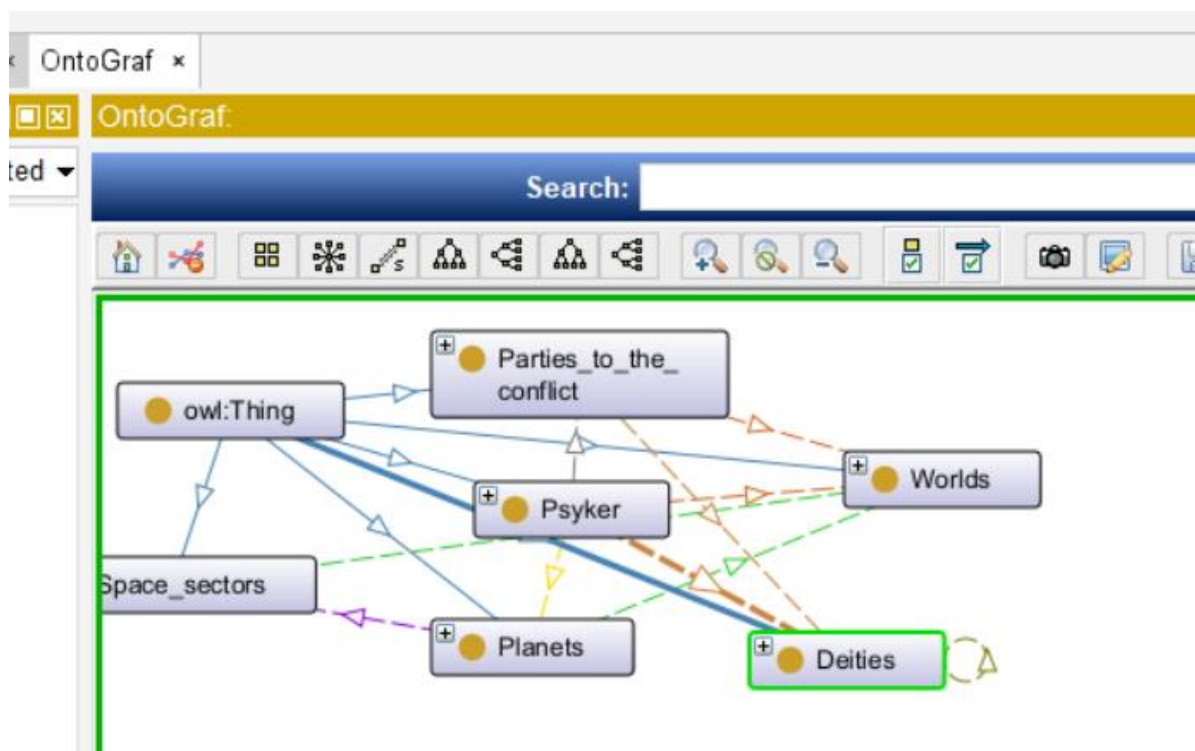 OntoGraf ×
OntoGraf:
ted
Search:
Parties_to_the_
conflict
owl:Thing
Worlds
Psyker
Space_sectors
Planets
Deities